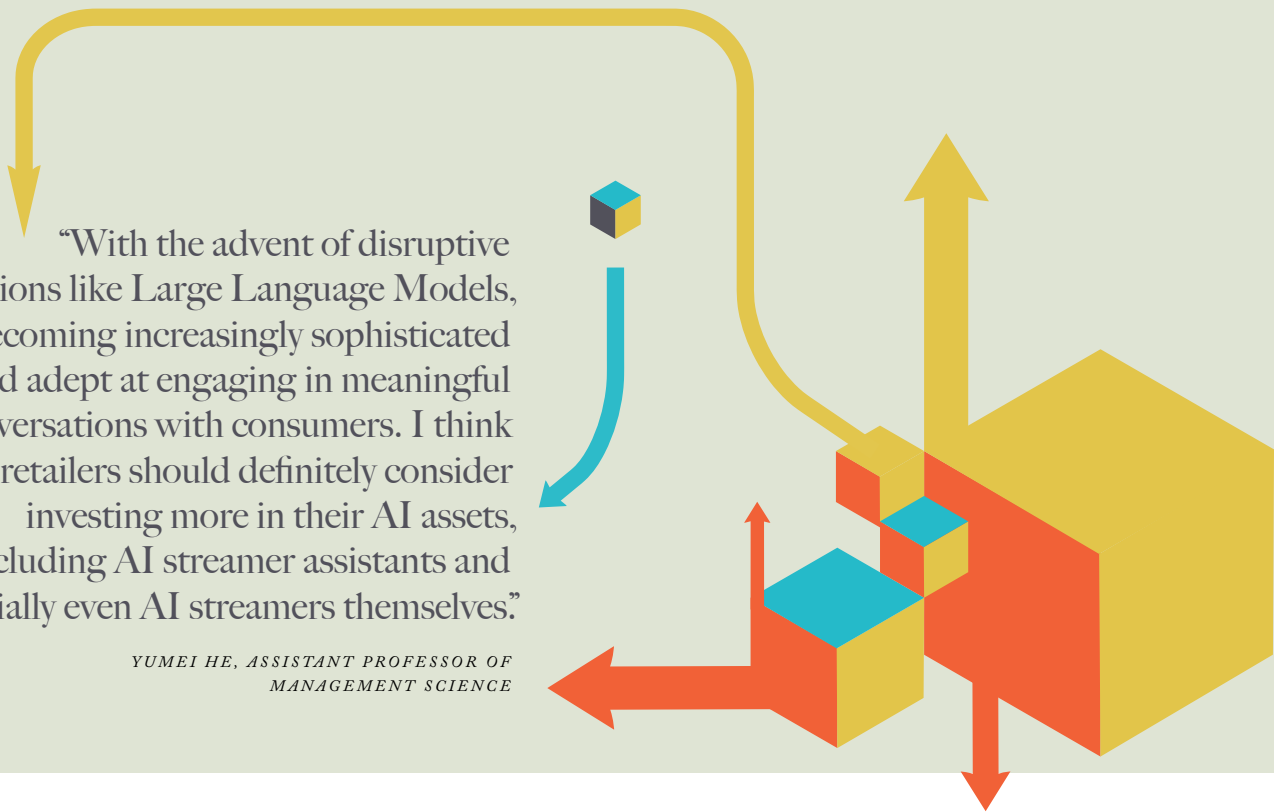 “With the advent of disruptive
ions like Large Language Models,
coming increasingly sophisticated
d adept at engaging in meaningful
versations with consumers. I think
retailers should definitely consider
investing more in their AI assets,
cluding AI streamer assistants and
ially even AI streamers themselves.”
YUMEI HE, ASSISTANT PROFESSOR OF
MANAGEMENT SCIENCE